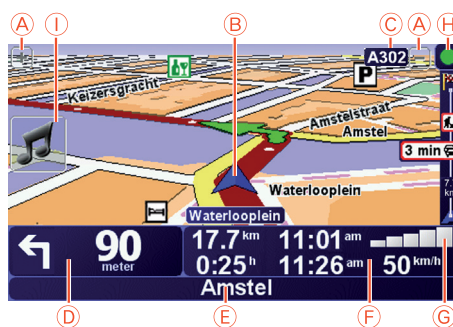 A I B C A H
A302
P
Keizersgracht
Amstelstraat
Amstel
3 min
Waterlooplein
Waterlooplein
90
meter
17.7 km 11:01 am
0:25 h 11:26 am 50 km/h
Amstel
D E F G